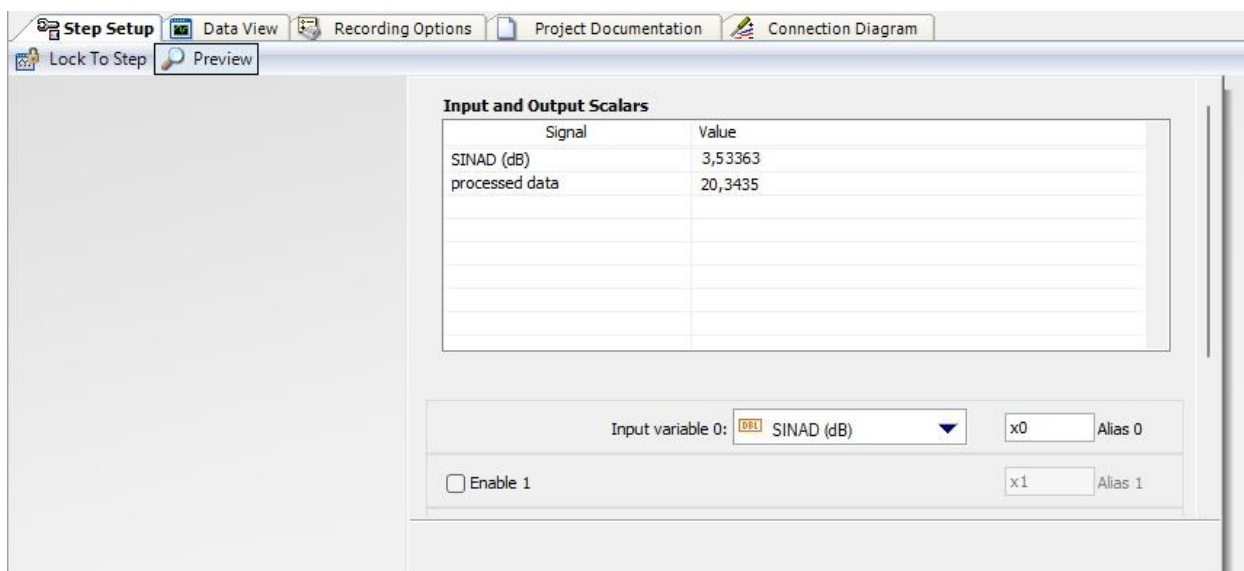 Step Setup Data View Recording Options Project Documentation Connection Diagram
Lock To Step Preview
Input and Output Scalars
Signal Value
SINAD (dB) 3,53363
processed data 20,3435
Input variable 0: DBL SINAD (dB) x0 Alias 0
Enable 1 x1 Alias 1